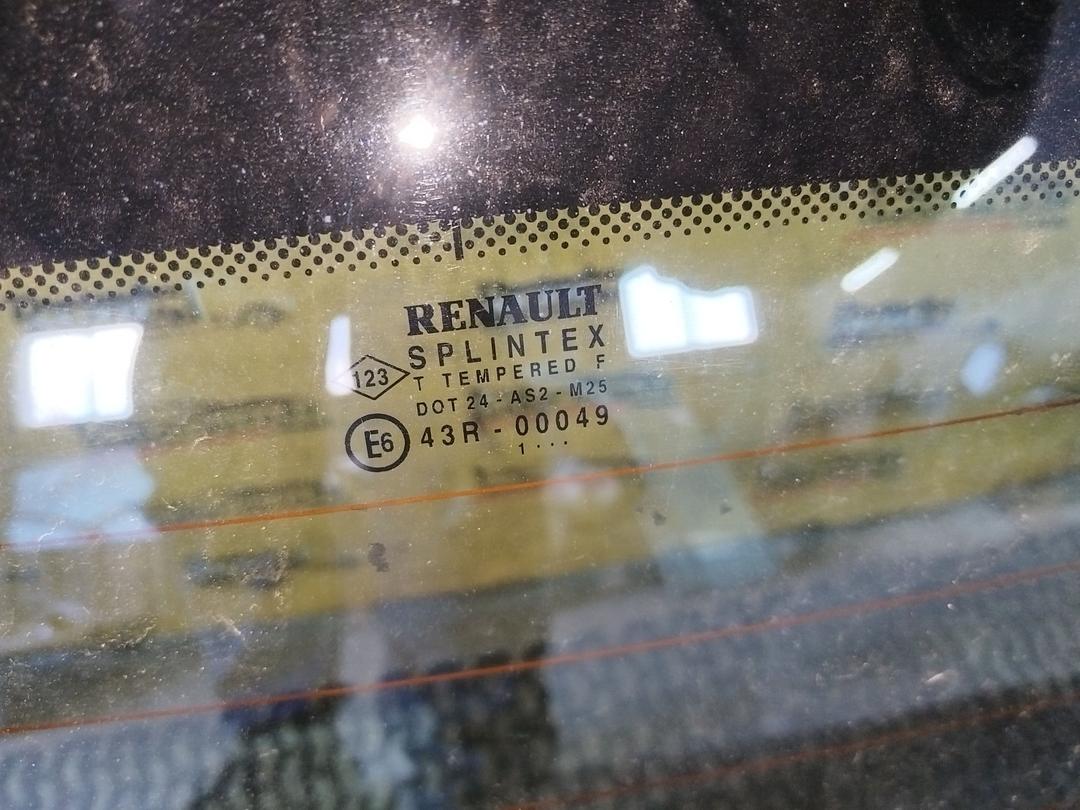 RENAULT
SPLINTEX
123
T TEMPERED F
DOT 24 - AS2 - M25
E6 43R - 00049
1 ...